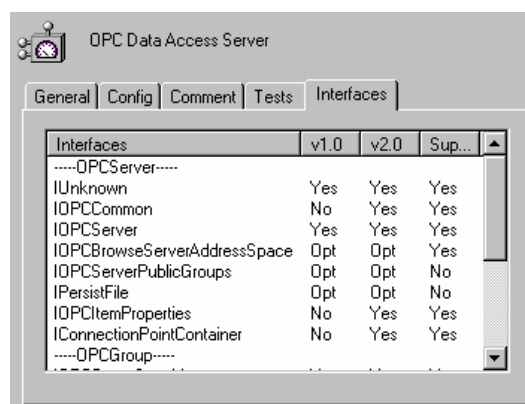 OPC Data Access Server
General Config Comment Tests Interfaces
Interfaces v1.0 v2.0 Sup...
-----OPCServer-----
IUnknown Yes Yes Yes
IOPCCommon No Yes Yes
IOPCServer Yes Yes Yes
IOPCBrowseServerAddressSpace Opt Opt Yes
IOPCServerPublicGroups Opt Opt No
IPersistFile Opt Opt No
IOPCItemProperties No Yes Yes
IConnectionPointContainer No Yes Yes
-----OPCGroup-----